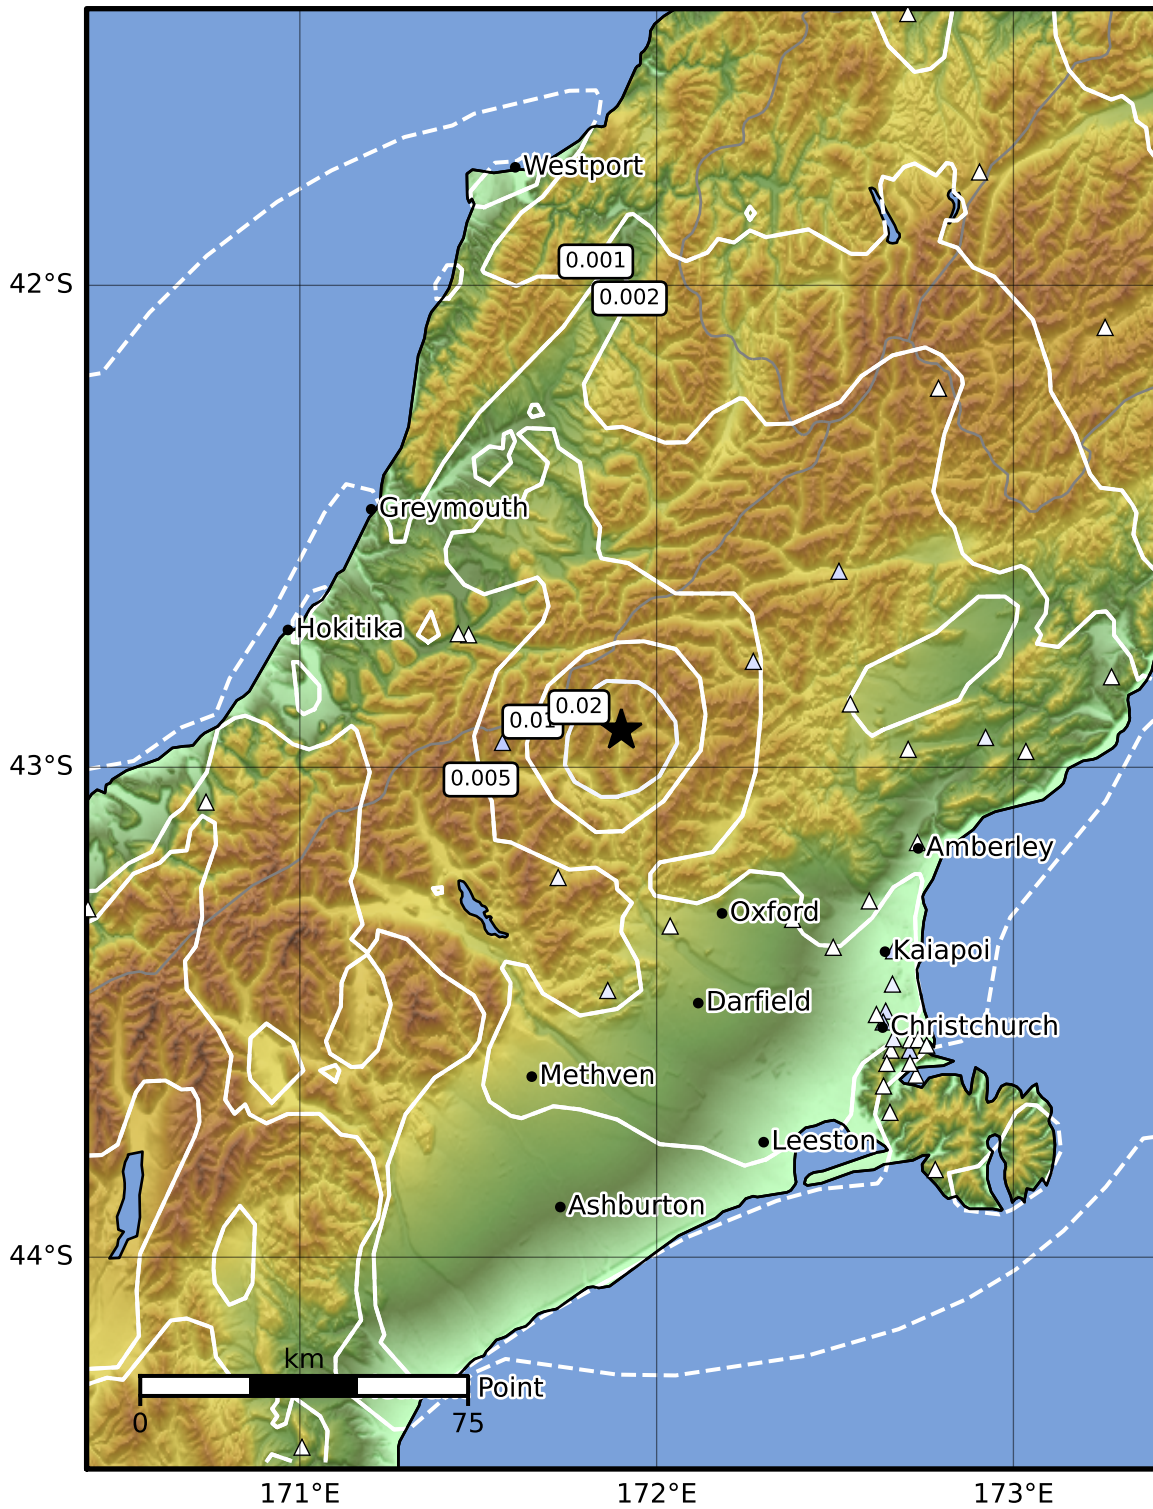 Westport
0.001
42°S
0.002
Greymouth
Hokitika
0.02
0.01
43°S
0.005
Amberley
Oxford
Kaiapoi
Darfield
Christchurch
Methven
Leeston
Ashburton
44°S
km
Point
0 75
171°E 172°E 173°E